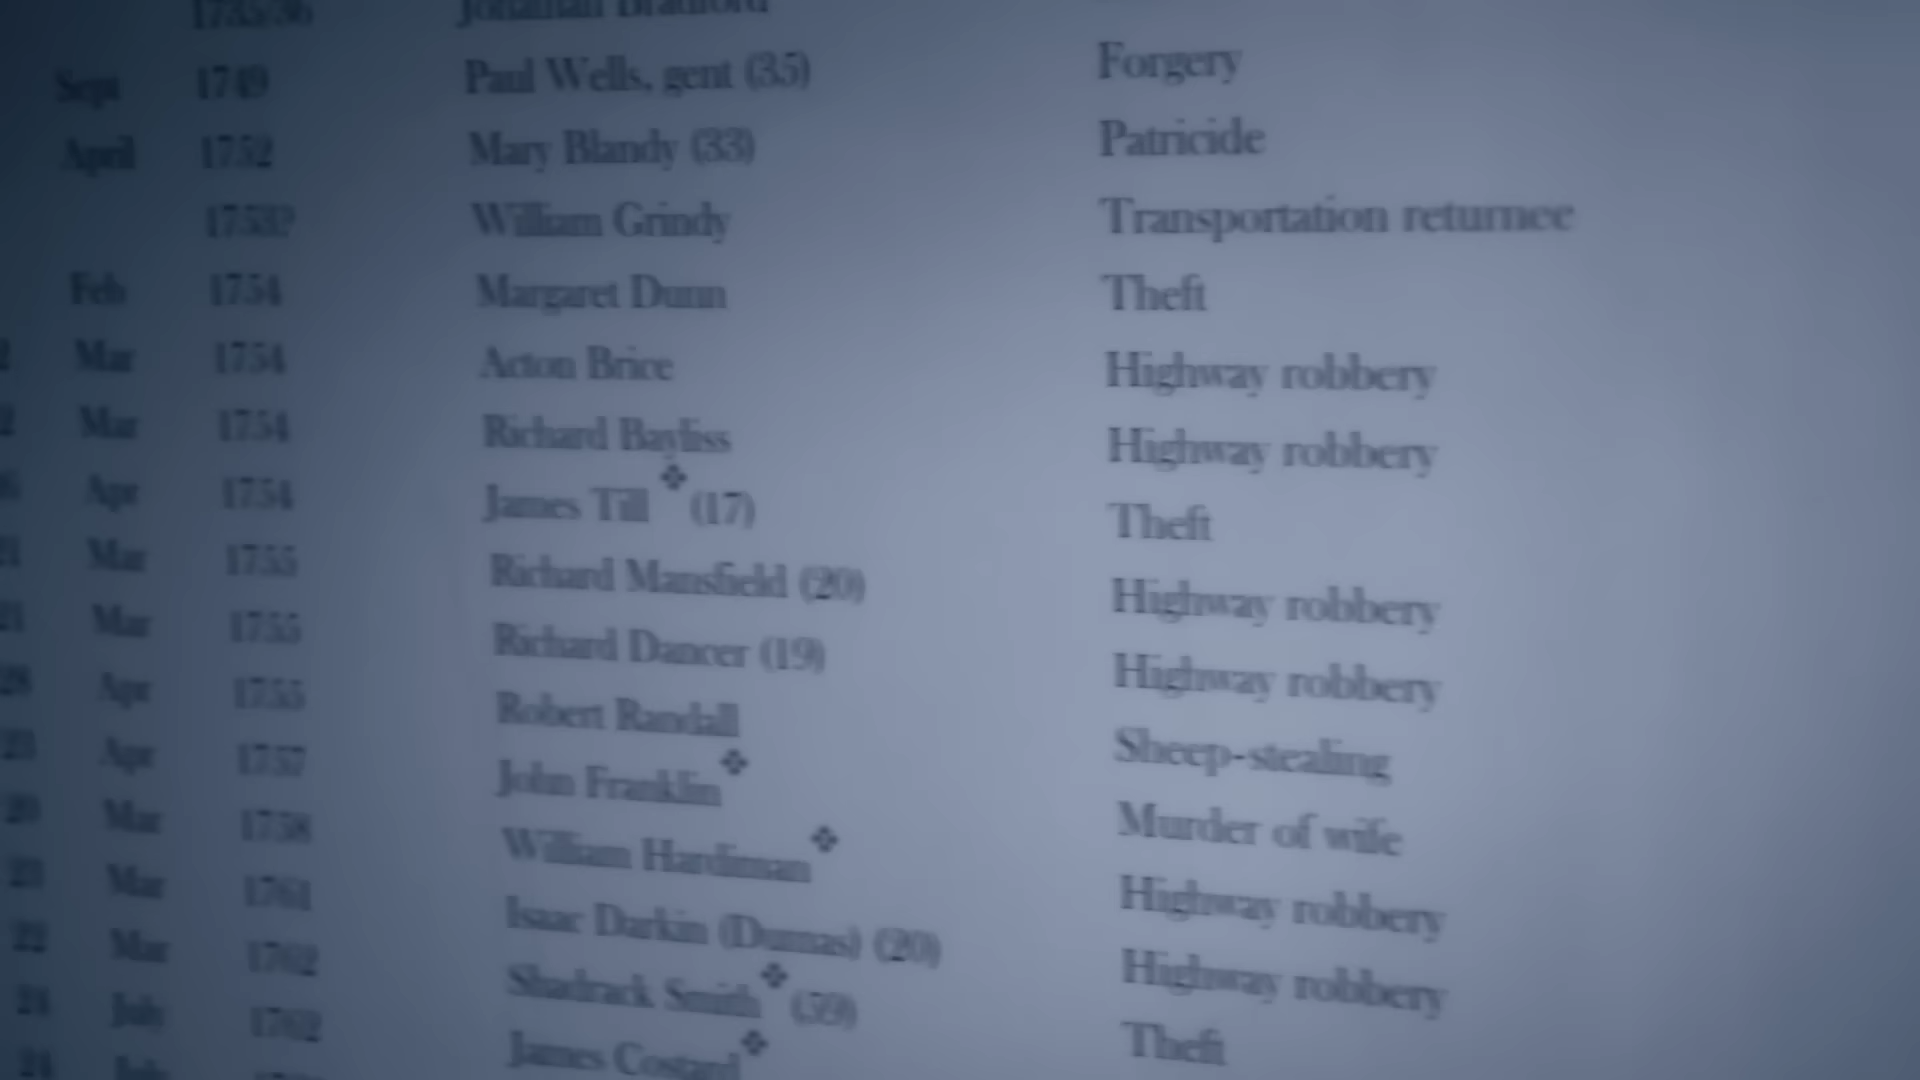 Jonathan Bradford
Sept 1749 Paul Wells, gent (35) Forgery
April 1752 Mary Blandy (33) Patricide
1753? William Grindy Transportation returnee
Feb 1754 Margaret Dunn Theft
Mar 1754 Acton Brice Highway robbery
Mar 1754 Richard Bayliss Highway robbery
Apr 1754 James Till ❖ (17) Theft
Mar 1755 Richard Mansfield (20) Highway robbery
Mar 1755 Richard Dancer (19) Highway robbery
Apr 1755 Robert Randall Sheep-stealing
Apr 1757 John Franklin ❖ Murder of wife
Mar 1758 William Hardiman ❖ Highway robbery
Mar 1761 Isaac Darkin (Dumas) (20) Highway robbery
Mar 1762 Shadrack Smith ❖ (59) Theft
July 1762 James Costard ❖
July